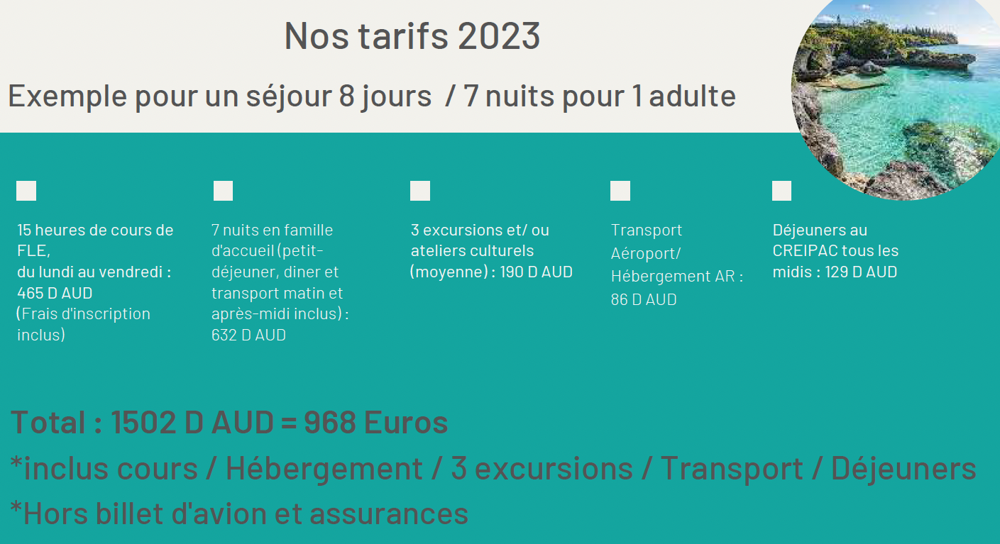 Nos tarifs 2023
Exemple pour un séjour 8 jours / 7 nuits pour 1 adulte
15 heures de cours de
FLE,
du lundi au vendredi :
465 D AUD
(Frais d'inscription
inclus)
7 nuits en famille
d'accueil (petit-
déjeuner, diner et
transport matin et
après-midi inclus) :
632 D AUD
3 excursions et/ ou
ateliers culturels
(moyenne) : 190 D AUD
Transport
Aéroport/
Hébergement AR :
86 D AUD
Déjeuners au
CREIPAC tous les
midis : 129 D AUD
Total : 1502 D AUD = 968 Euros
*inclus cours / Hébergement / 3 excursions / Transport / Déjeuners
*Hors billet d'avion et assurances